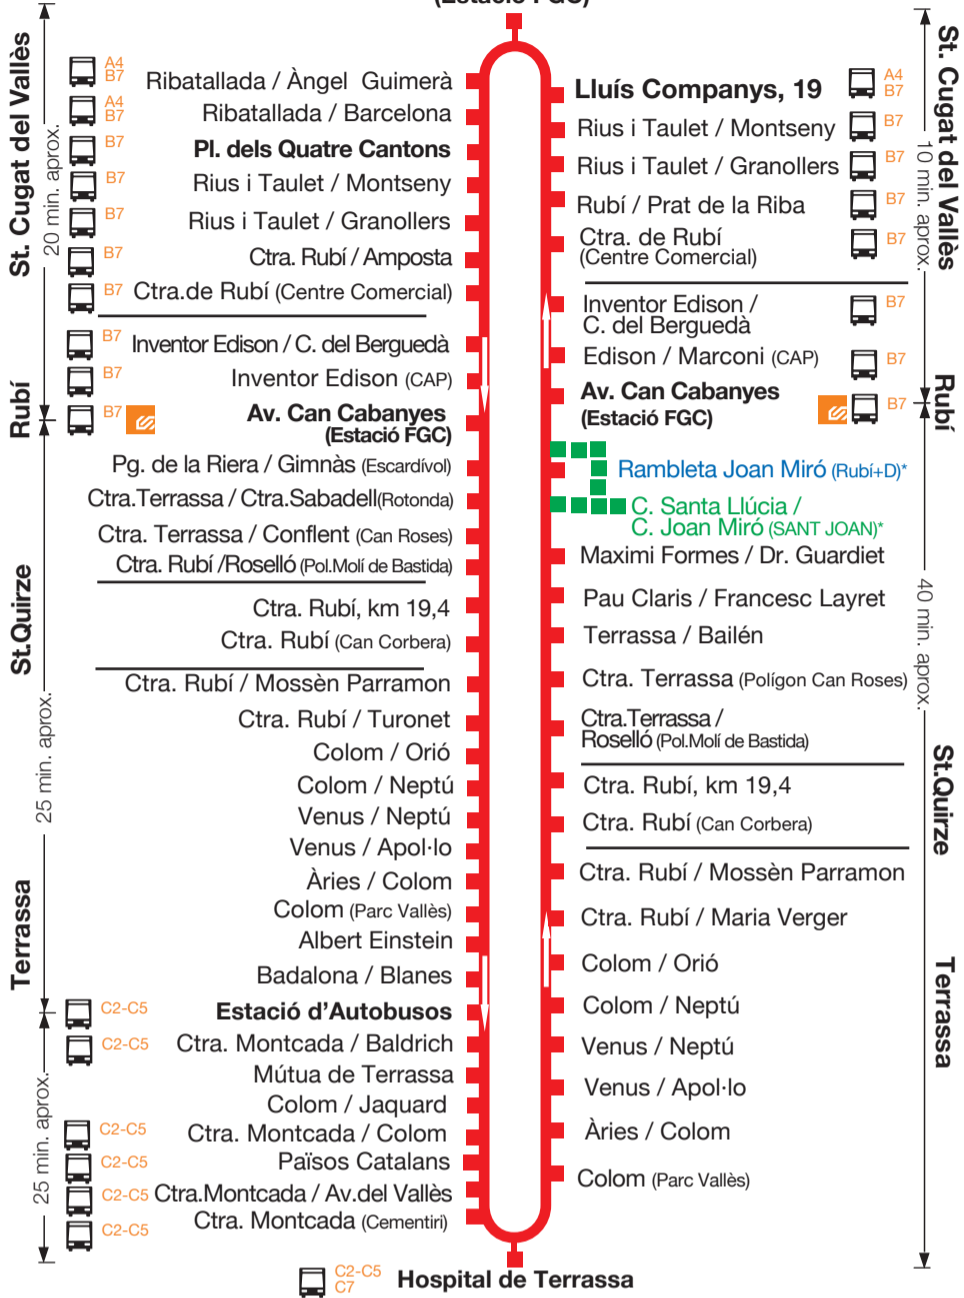 (Estació FGC)
St. Cugat del Vallès
20 min. aprox.
A4
B7
Ribatallada / Àngel Guimerà
A4
B7
Ribatallada / Barcelona
B7
Pl. dels Quatre Cantons
B7
Rius i Taulet / Montseny
B7
Rius i Taulet / Granollers
B7
Ctra. Rubí / Amposta
B7
Ctra.de Rubí (Centre Comercial)
Rubí
B7
Inventor Edison / C. del Berguedà
B7
Inventor Edison (CAP)
B7
Av. Can Cabanyes
(Estació FGC)
Pg. de la Riera / Gimnàs (Escardívol)
Ctra.Terrassa / Ctra.Sabadell(Rotonda)
Ctra. Terrassa / Conflent (Can Roses)
Ctra. Rubí /Roselló (Pol.Molí de Bastida)
St.Quirze
Ctra. Rubí, km 19,4
Ctra. Rubí (Can Corbera)
25 min. aprox.
Terrassa
Ctra. Rubí / Mossèn Parramon
Ctra. Rubí / Turonet
Colom / Orió
Colom / Neptú
Venus / Neptú
Venus / Apol·lo
Àries / Colom
Colom (Parc Vallès)
Albert Einstein
Badalona / Blanes
C2-C5
Estació d'Autobusos
C2-C5
Ctra. Montcada / Baldrich
Mútua de Terrassa
Colom / Jaquard
25 min. aprox.
C2-C5
Ctra. Montcada / Colom
C2-C5
Països Catalans
C2-C5
Ctra.Montcada / Av.del Vallès
C2-C5
Ctra. Montcada (Cementiri)
C2-C5
C7
Hospital de Terrassa
Lluís Companys, 19
A4
B7
Rius i Taulet / Montseny
B7
Rius i Taulet / Granollers
B7
Rubí / Prat de la Riba
B7
Ctra. de Rubí
(Centre Comercial)
B7
St. Cugat del Vallès
10 min. aprox.
Inventor Edison /
C. del Berguedà
B7
Edison / Marconi (CAP)
B7
Av. Can Cabanyes
(Estació FGC)
B7
Rubí
Rambleta Joan Miró (Rubí+D)*
C. Santa Llúcia /
C. Joan Miró (SANT JOAN)*
Maximi Formes / Dr. Guardiet
Pau Claris / Francesc Layret
Terrassa / Bailén
Ctra. Terrassa (Polígon Can Roses)
Ctra.Terrassa /
Roselló (Pol.Molí de Bastida)
40 min. aprox.
St.Quirze
Ctra. Rubí, km 19,4
Ctra. Rubí (Can Corbera)
Terrassa
Ctra. Rubí / Mossèn Parramon
Ctra. Rubí / Maria Verger
Colom / Orió
Colom / Neptú
Venus / Neptú
Venus / Apol·lo
Àries / Colom
Colom (Parc Vallès)